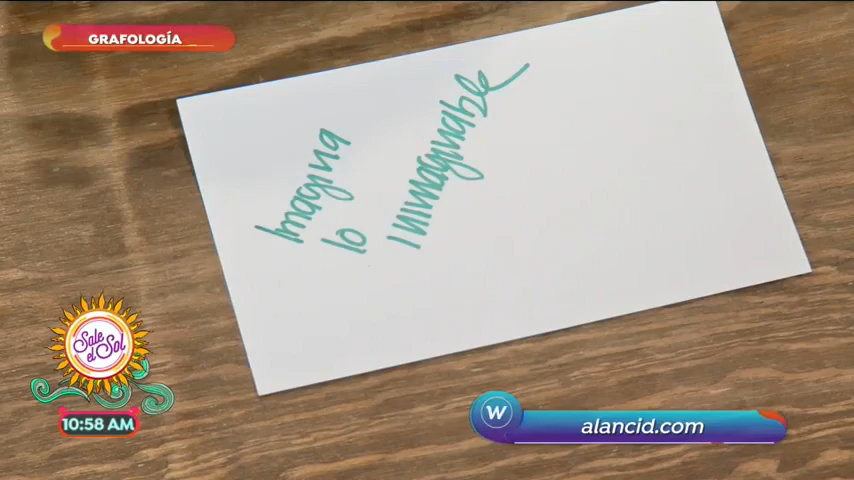 GRAFOLOGÍA
Imagina
lo
Inimaginable
Sale
el Sol
10:58 AM
W
alancid.com